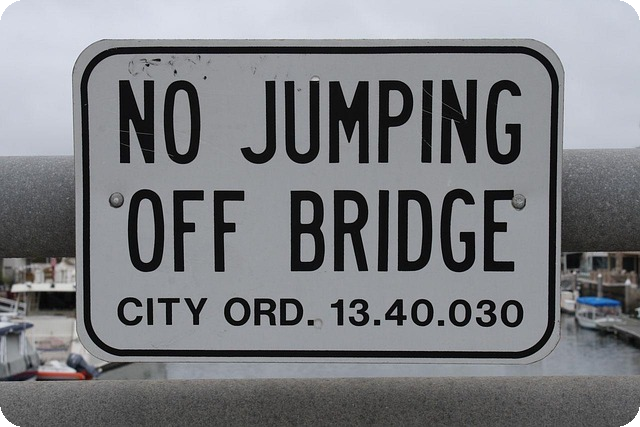 NO JUMPING
OFF BRIDGE
CITY ORD. 13.40.030